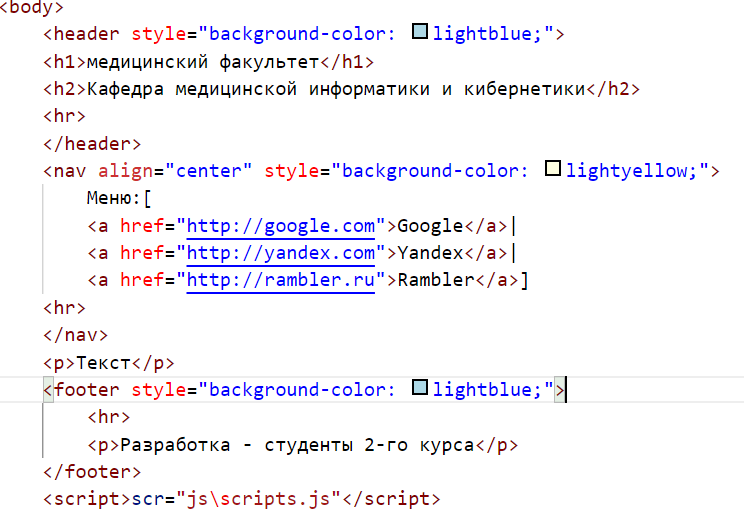 <body>
<header style="background-color: lightblue;">
<h1>медицинский факультет</h1>
<h2>Кафедра медицинской информатики и кибернетики</h2>
<hr>
</header>
<nav align="center" style="background-color: lightyellow;">
Меню:[
<a href="http://google.com">Google</a>|
<a href="http://yandex.com">Yandex</a>|
<a href="http://rambler.ru">Rambler</a>]
<hr>
</nav>
<p>Текст</p>
<footer style="background-color: lightblue;">
<hr>
<p>Разработка - студенты 2-го курса</p>
</footer>
<script>scr="js\scripts.js"</script>